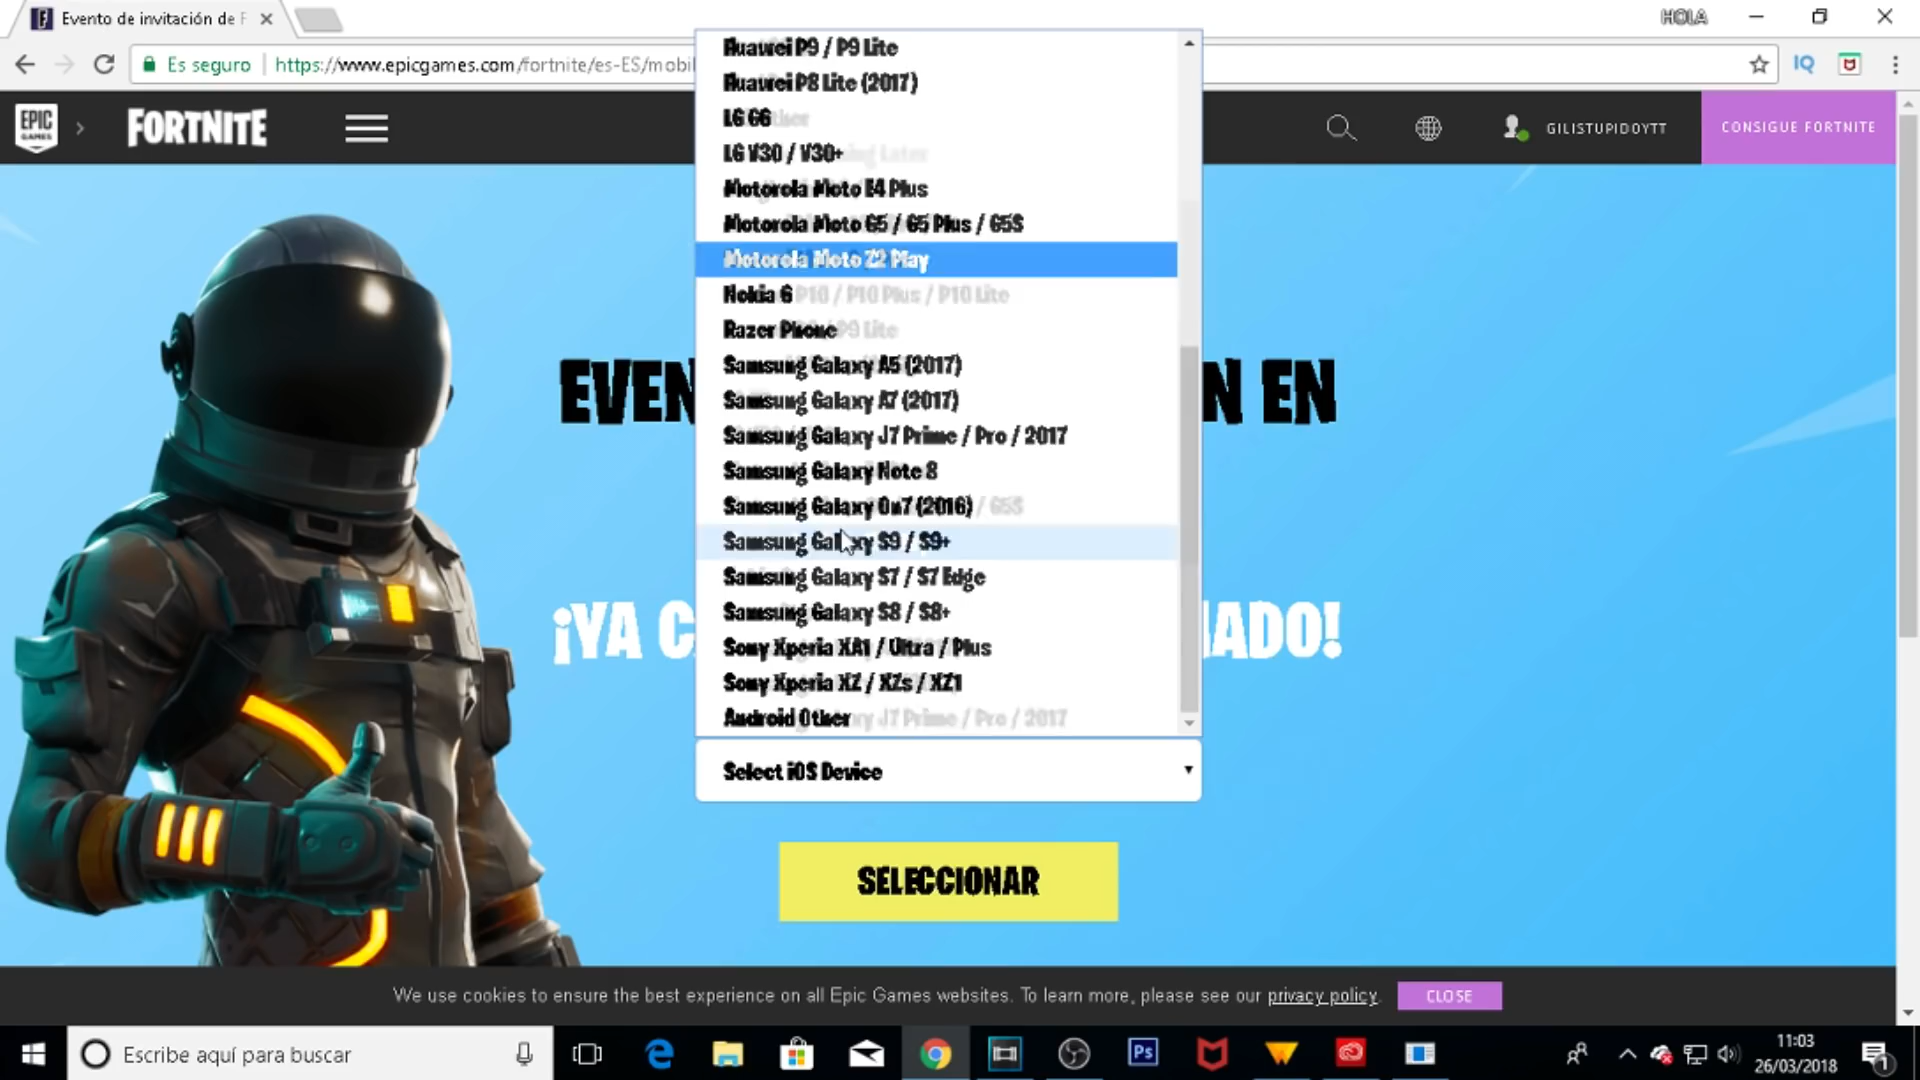 Evento de invitación de F
HOLA
Es seguro
https://www.epicgames.com/fortnite/es-ES/mobil
EPIC GAMES
FORTNITE
GILISTUPIDOYTT
CONSIGUE FORTNITE
Huawei P9 / P9 Lite
Huawei P8 Lite (2017)
LG G6
LG V30 / V30+
Motorola Moto E4 Plus
Motorola Moto G5 / G5 Plus / G5S
Motorola Moto Z2 Play
Nokia 6
Razer Phone
Samsung Galaxy A5 (2017)
Samsung Galaxy A7 (2017)
Samsung Galaxy J7 Prime / Pro / 2017
Samsung Galaxy Note 8
Samsung Galaxy On7 (2016)
Samsung Galaxy S9 / S9+
Samsung Galaxy S7 / S7 Edge
Samsung Galaxy S8 / S8+
Sony Xperia XA1 / Ultra / Plus
Sony Xperia XZ / XZs / XZ1
Android Other
EVEN N EN
¡YA C ADO!
Select iOS Device
SELECCIONAR
We use cookies to ensure the best experience on all Epic Games websites. To learn more, please see our privacy policy.
CLOSE
Escribe aquí para buscar
11:03
26/03/2018